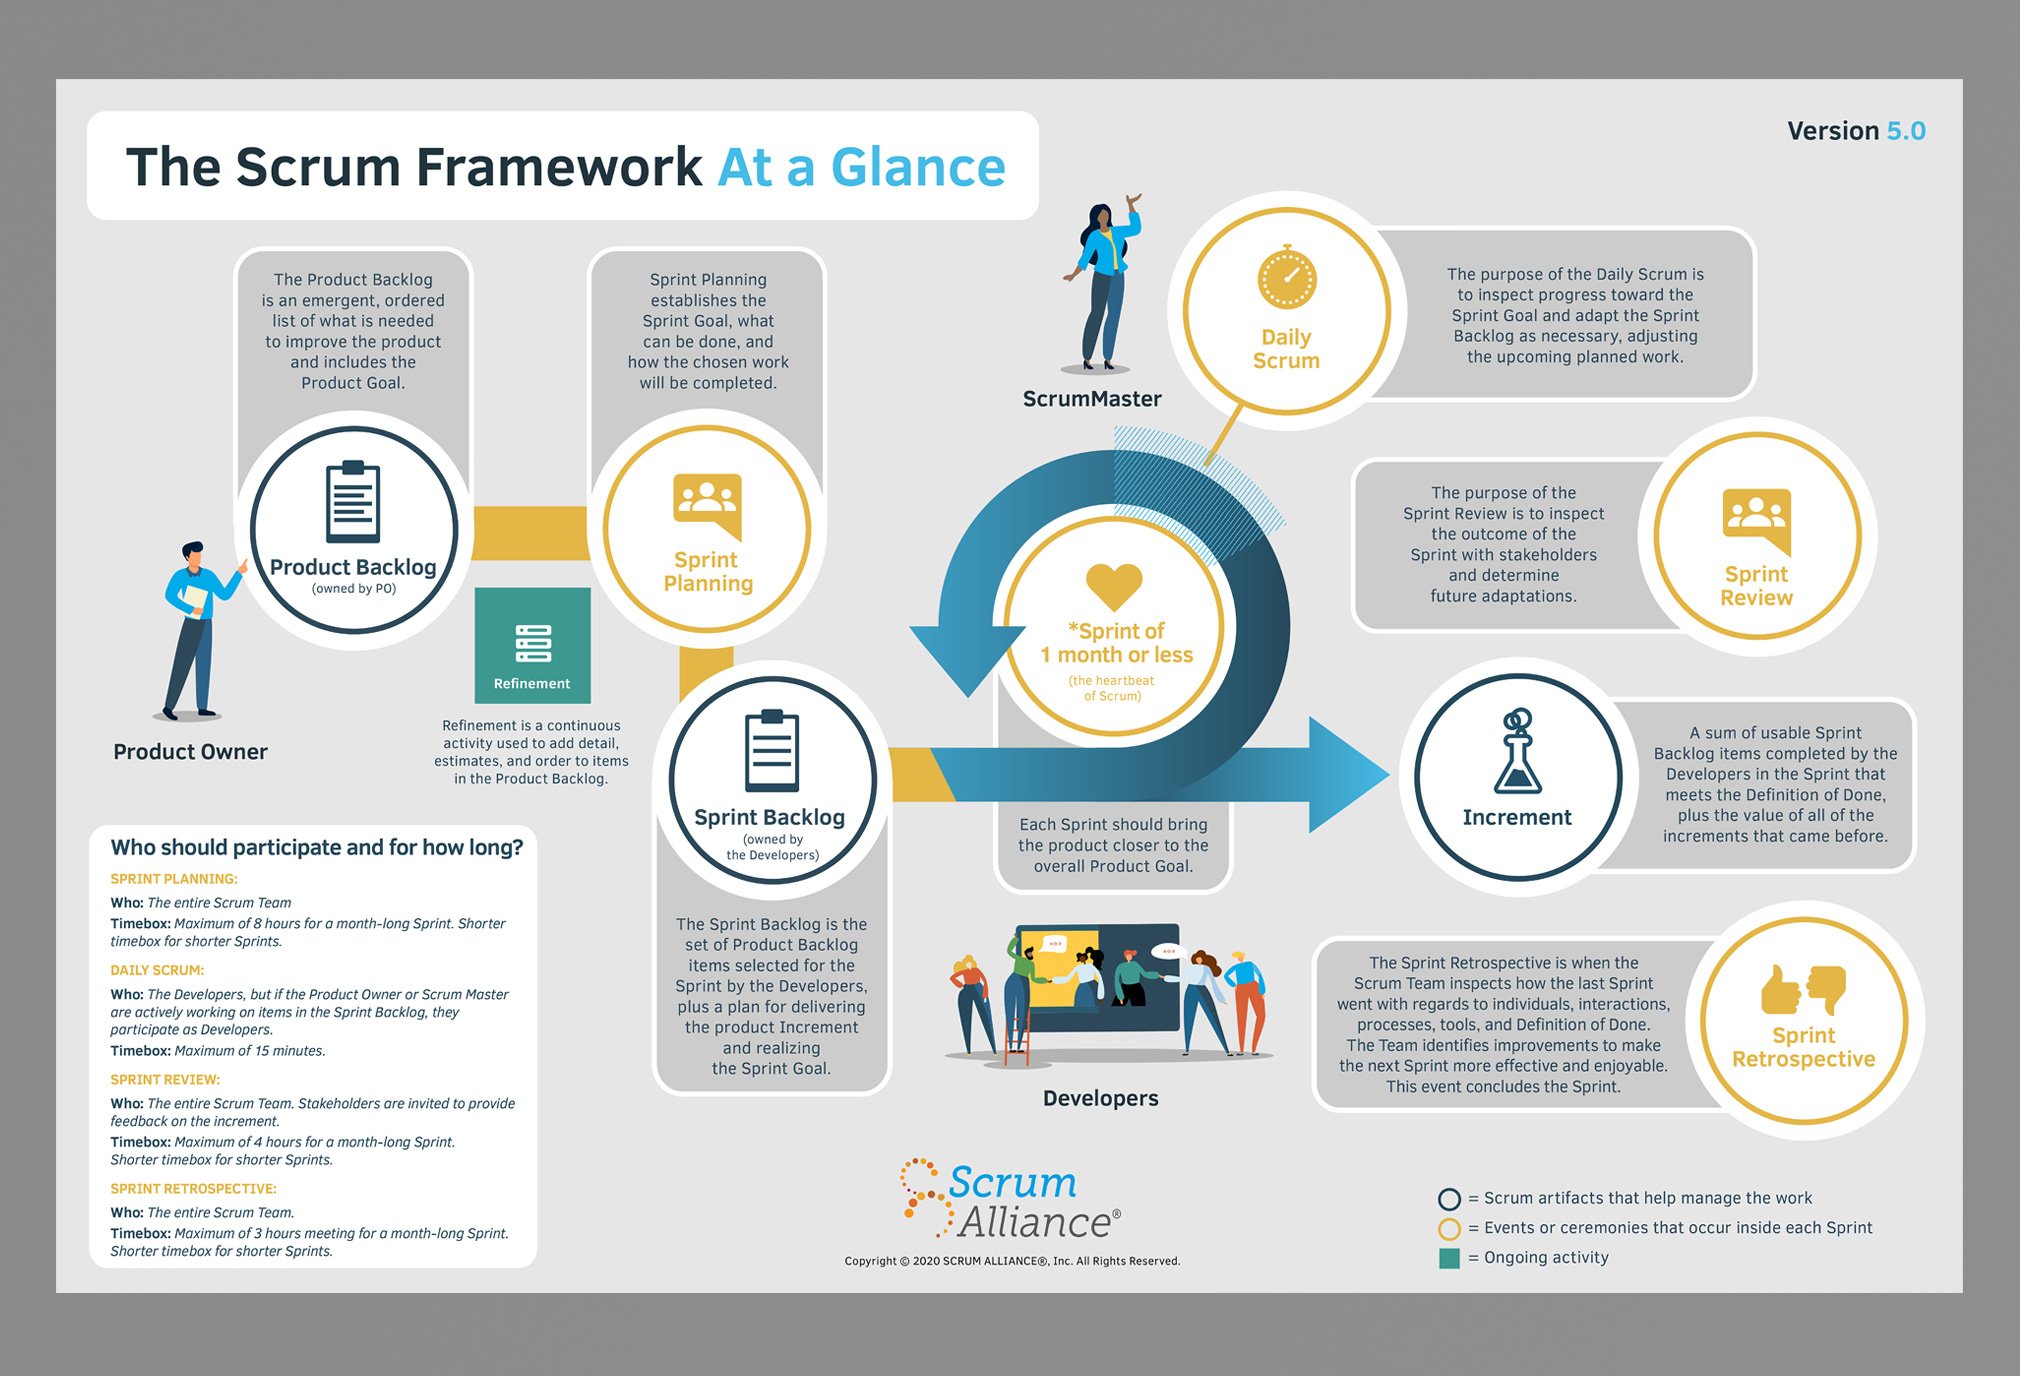 The Scrum Framework At a Glance
Version 5.0
The Product Backlog
is an emergent, ordered
list of what is needed
to improve the product
and includes the
Product Goal.
Product Backlog
(owned by PO)
Product Owner
Sprint Planning
establishes the
Sprint Goal, what
can be done, and
how the chosen work
will be completed.
Sprint
Planning
Refinement
Refinement is a continuous
activity used to add detail,
estimates, and order to items
in the Product Backlog.
Sprint Backlog
(owned by
the Developers)
The Sprint Backlog is the
set of Product Backlog
items selected for the
Sprint by the Developers,
plus a plan for delivering
the product Increment
and realizing
the Sprint Goal.
ScrumMaster
Daily
Scrum
The purpose of the Daily Scrum is
to inspect progress toward the
Sprint Goal and adapt the Sprint
Backlog as necessary, adjusting
the upcoming planned work.
*Sprint of
1 month or less
(the heartbeat
of Scrum)
Each Sprint should bring
the product closer to the
overall Product Goal.
The purpose of the
Sprint Review is to inspect
the outcome of the
Sprint with stakeholders
and determine
future adaptations.
Sprint
Review
Increment
A sum of usable Sprint
Backlog items completed by the
Developers in the Sprint that
meets the Definition of Done,
plus the value of all of the
increments that came before.
Developers
The Sprint Retrospective is when the
Scrum Team inspects how the last Sprint
went with regards to individuals, interactions,
processes, tools, and Definition of Done.
The Team identifies improvements to make
the next Sprint more effective and enjoyable.
This event concludes the Sprint.
Sprint
Retrospective
Who should participate and for how long?
SPRINT PLANNING:
Who: The entire Scrum Team
Timebox: Maximum of 8 hours for a month-long Sprint. Shorter
timebox for shorter Sprints.
DAILY SCRUM:
Who: The Developers, but if the Product Owner or Scrum Master
are actively working on items in the Sprint Backlog, they
participate as Developers.
Timebox: Maximum of 15 minutes.
SPRINT REVIEW:
Who: The entire Scrum Team. Stakeholders are invited to provide
feedback on the increment.
Timebox: Maximum of 4 hours for a month-long Sprint.
Shorter timebox for shorter Sprints.
SPRINT RETROSPECTIVE:
Who: The entire Scrum Team.
Timebox: Maximum of 3 hours meeting for a month-long Sprint.
Shorter timebox for shorter Sprints.
Scrum
Alliance®
Copyright © 2020 SCRUM ALLIANCE®, Inc. All Rights Reserved.
= Scrum artifacts that help manage the work
= Events or ceremonies that occur inside each Sprint
= Ongoing activity